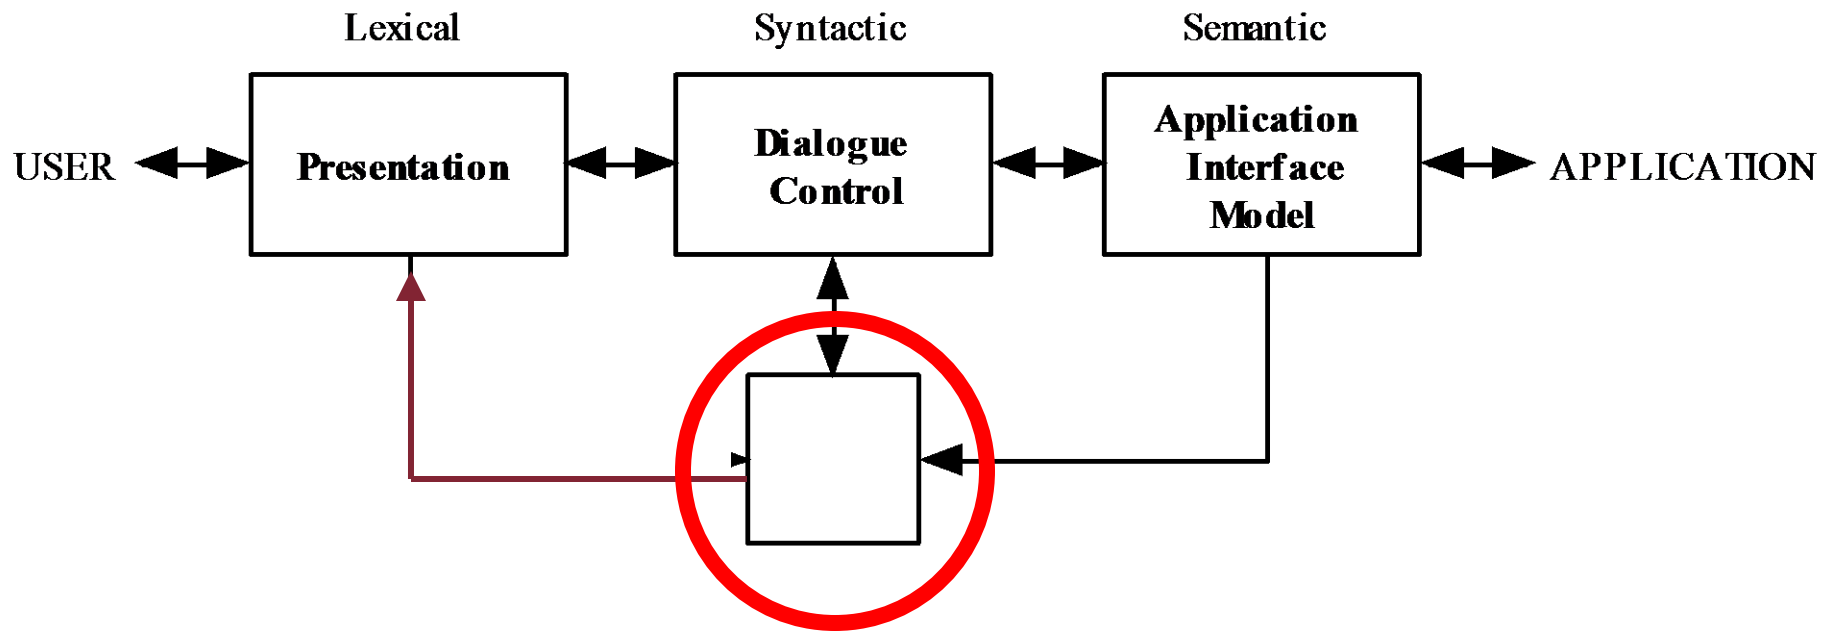 Lexical
Syntactic
Semantic
USER
Presentation
Dialogue
Control
Application
Interface
Model
APPLICATION